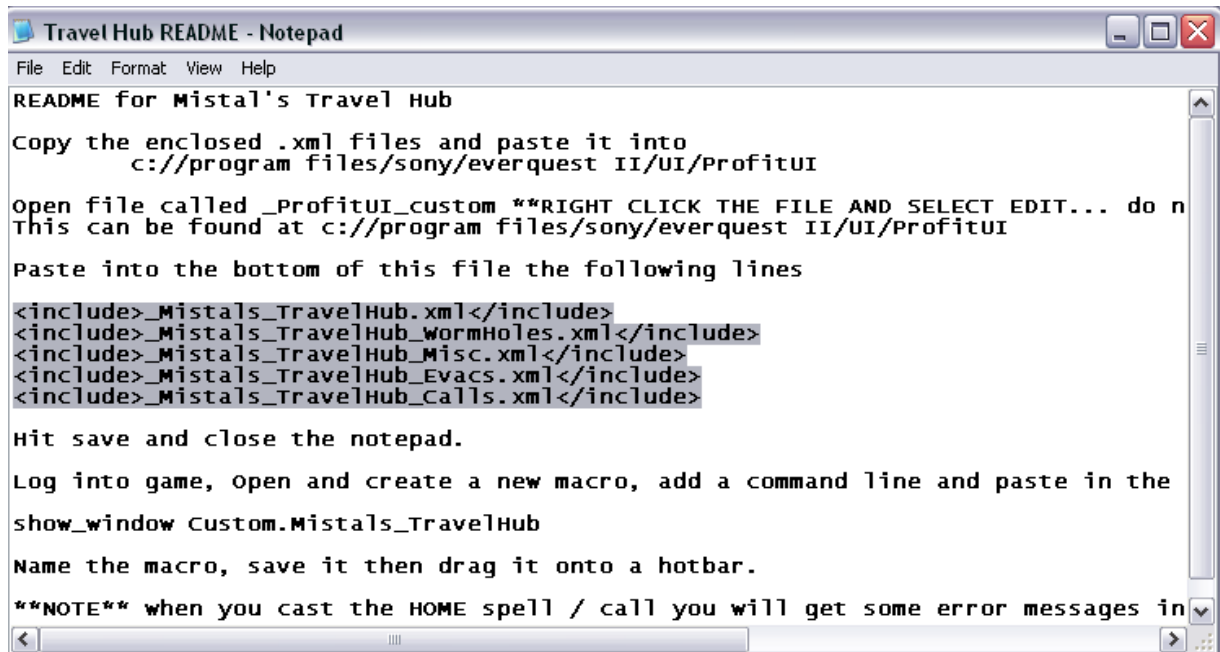 Travel Hub README - Notepad
File Edit Format View Help
README for Mistal's Travel Hub
Copy the enclosed .xml files and paste it into
c://program files/sony/everquest II/UI/ProfitUI
Open file called _ProfitUI_custom **RIGHT CLICK THE FILE AND SELECT EDIT... do n
This can be found at c://program files/sony/everquest II/UI/ProfitUI
Paste into the bottom of this file the following lines
<include>_Mistals_TravelHub.xml</include>
<include>_Mistals_TravelHub_WormHoles.xml</include>
<include>_Mistals_TravelHub_Misc.xml</include>
<include>_Mistals_TravelHub_Evacs.xml</include>
<include>_Mistals_TravelHub_Calls.xml</include>
Hit save and close the notepad.
Log into game, Open and create a new macro, add a command line and paste in the
show_window Custom.Mistals_TravelHub
Name the macro, save it then drag it onto a hotbar.
**NOTE** when you cast the HOME spell / call you will get some error messages in